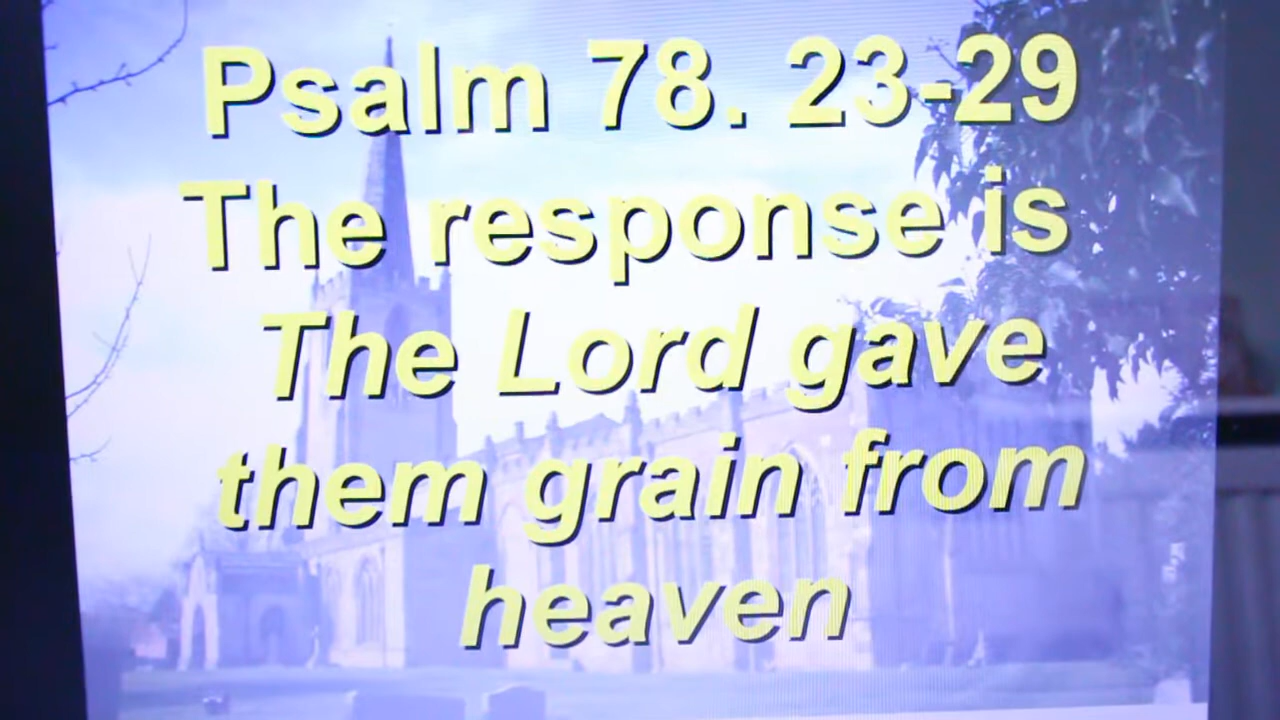 Psalm 78. 23-29
The response is
The Lord gave
them grain from
heaven